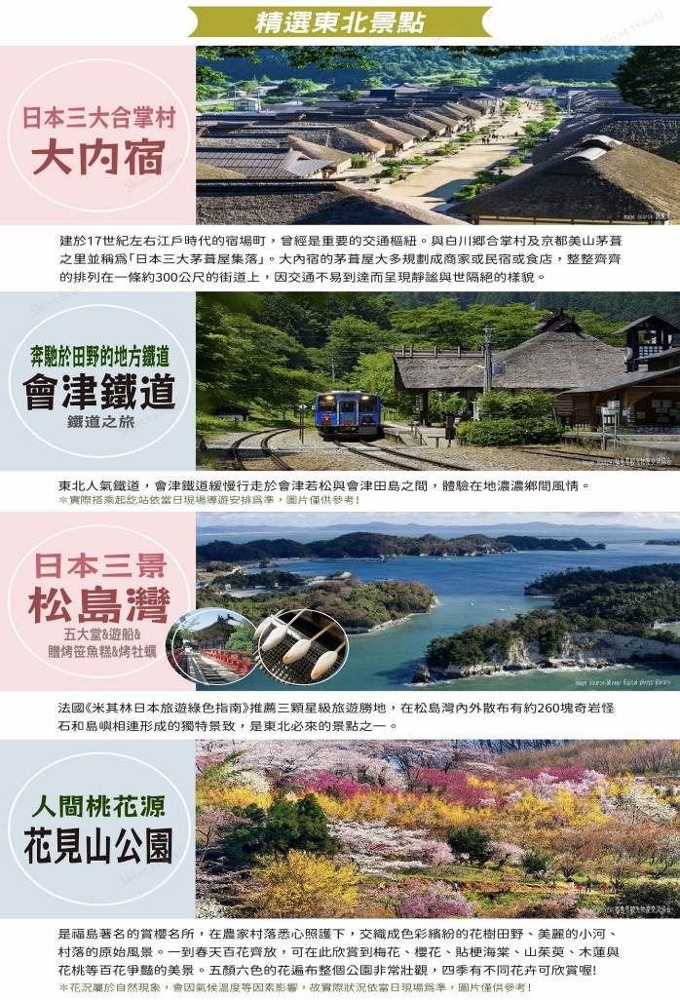 精選東北景點
日本三大合掌村
大內宿
建於17世紀左右江戶時代的宿場町，曾經是重要的交通樞紐。與白川鄉合掌村及京都美山茅葺
之里並稱為「日本三大茅葺屋集落」。大內宿的茅葺屋大多規劃成商家或民宿或食店，整整齊齊
的排列在一條約300公尺的街道上，因交通不易到達而呈現靜謐與世隔絕的樣貌。
奔馳於田野的地方鐵道
會津鐵道
鐵道之旅
東北人氣鐵道，會津鐵道緩慢行走於會津若松與會津田島之間，體驗在地濃濃鄉間風情。
＊實際搭乘起訖站依當日現場導遊安排為準，圖片僅供參考!
日本三景
松島灣
五大堂&遊船&
贈烤笹魚糕&烤牡蠣
image source:Miyagi digital photo library
法國《米其林日本旅遊綠色指南》推薦三顆星級旅遊勝地，在松島灣內外散布有約260塊奇岩怪
石和島嶼相連形成的獨特景致，是東北必來的景點之一。
人間桃花源
花見山公園
是福島著名的賞櫻名所，在農家村落悉心照護下，交織成色彩繽紛的花樹田野、美麗的小河、
村落的原始風景。一到春天百花齊放，可在此欣賞到梅花、櫻花、貼梗海棠、山茱萸、木蓮與
花桃等百花爭豔的美景。五顏六色的花遍布整個公園非常壯觀，四季有不同花卉可欣賞喔!
＊花況屬於自然現象，會因氣候溫度等因素影響，故實際狀況依當日現場為準，圖片僅供參考!